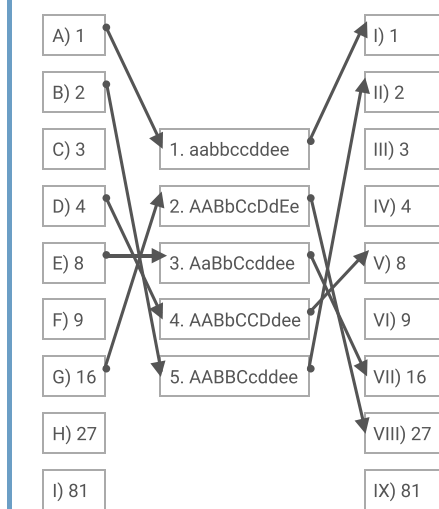 A) 1
B) 2
C) 3
D) 4
E) 8
F) 9
G) 16
H) 27
I) 81
1. aabbccddee
2. AABbCcDdEe
3. AaBbCcddee
4. AABbCCDdee
5. AABBCcddee
I) 1
II) 2
III) 3
IV) 4
V) 8
VI) 9
VII) 16
VIII) 27
IX) 81